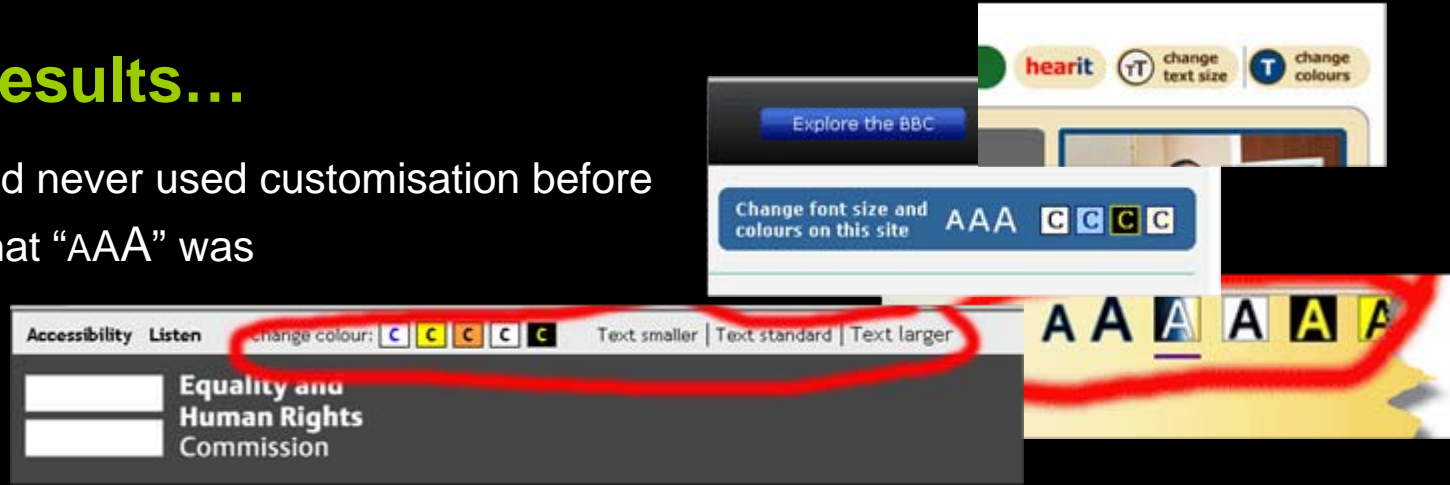 esults…
d never used customisation before
hat “AAA” was
hearit
TT
change
text size
T
change
colours
Explore the BBC
Change font size and
colours on this site
AAA
C C C C
Accessibility Listen change colour: C C C C C Text smaller | Text standard | Text larger
A A A A A A
Equality and
Human Rights
Commission